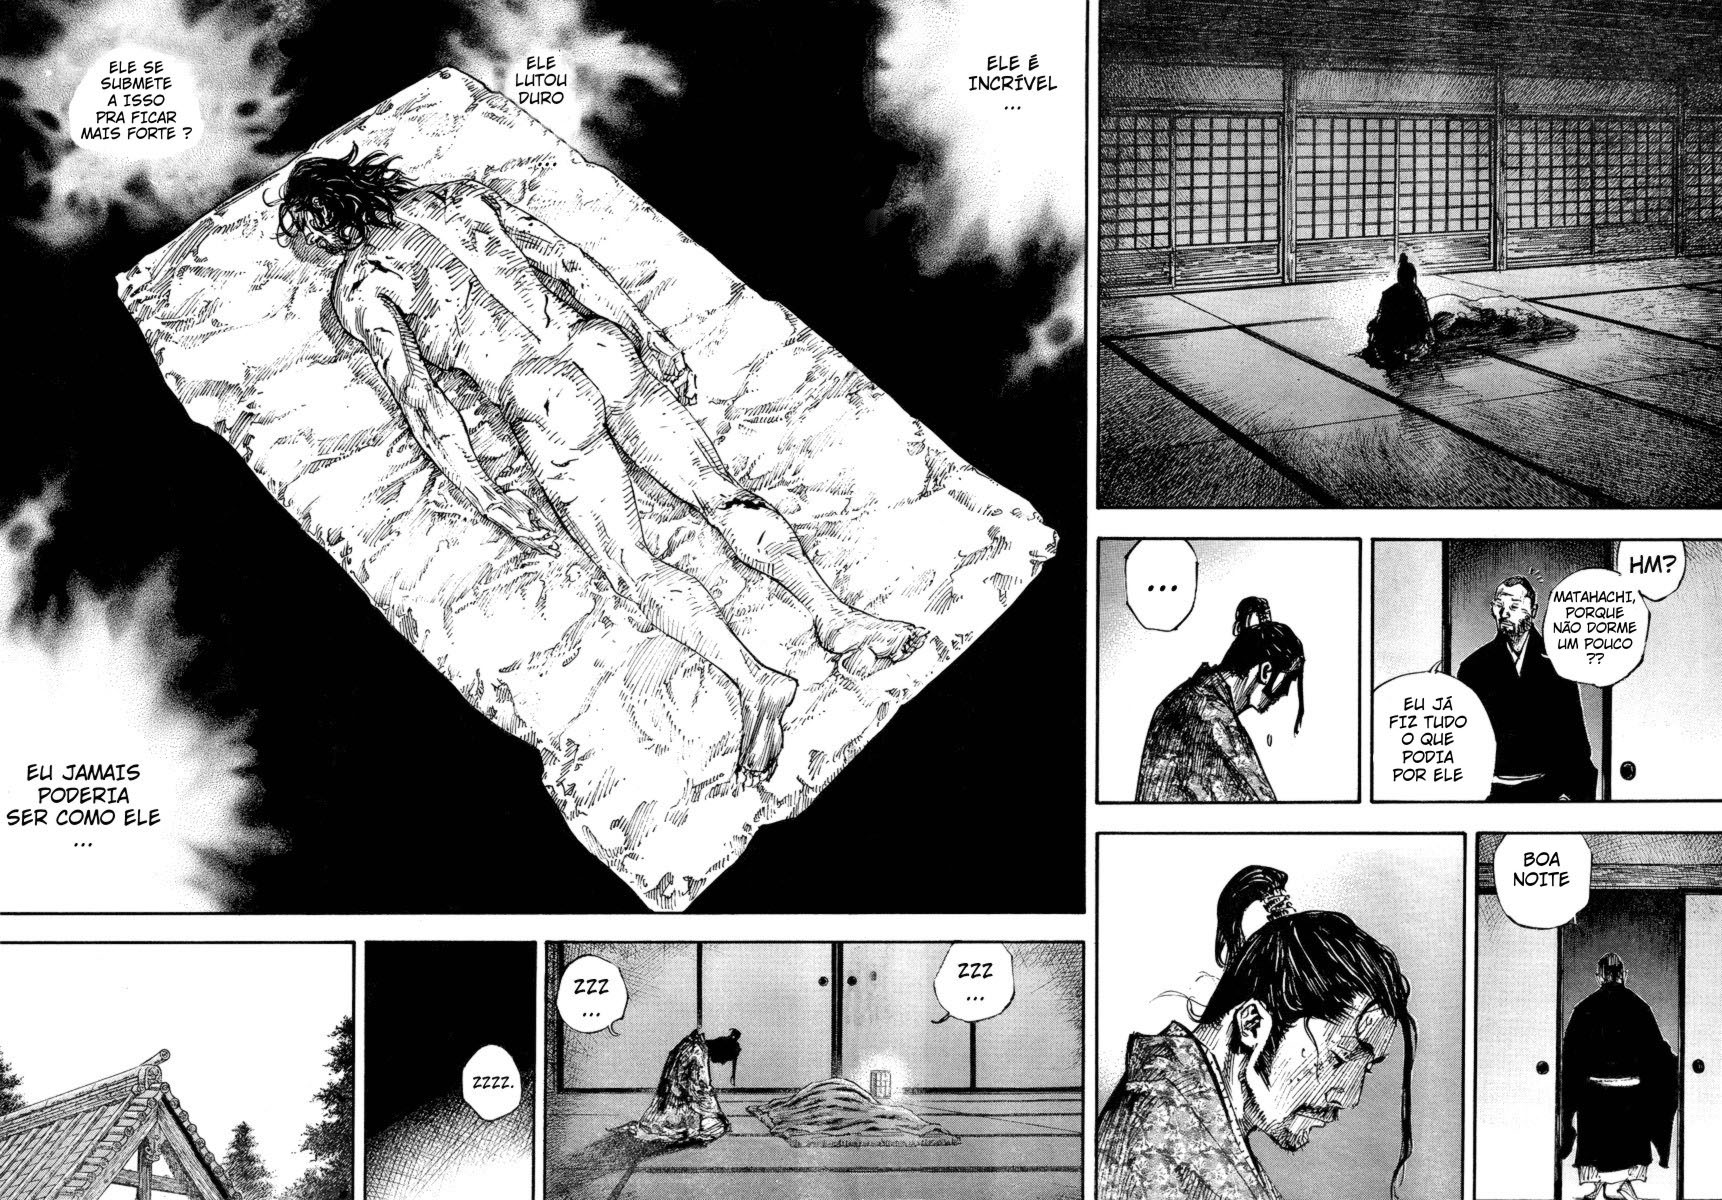 HM?
MATAHACHI,
PORQUE
NÃO DORME
UM POUCO
??
EU JÁ
FIZ TUDO
O QUE
PODIA
POR ELE
...
BOA
NOITE
ELE É
INCRÍVEL
...
ELE
LUTOU
DURO
...
ELE SE
SUBMETE
A ISSO
PRA FICAR
MAIS FORTE ?
EU JAMAIS
PODERIA
SER COMO ELE
...
ZZZ
...
ZZZ
...
ZZZZ.